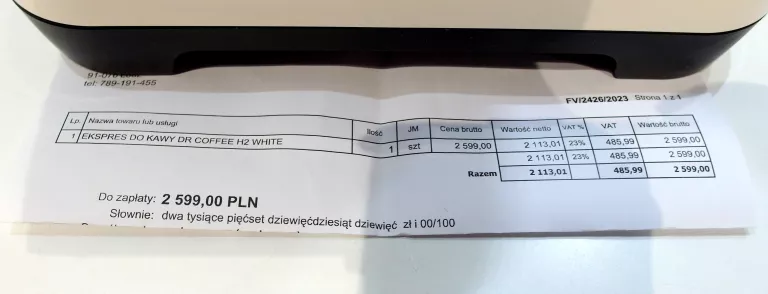 tel: 789-191-455
FV/2426/2023 Strona 1 z 1
Lp. Nazwa towaru lub usługi Ilość JM Cena brutto Wartość netto VAT % VAT Wartość brutto
1 EKSPRES DO KAWY DR COFFEE H2 WHITE 1 szt 2 599,00 2 113,01 23% 485,99 2 599,00
2 113,01 23% 485,99 2 599,00
Razem 2 113,01 485,99 2 599,00
Do zapłaty: 2 599,00 PLN
Słownie: dwa tysiące pięćset dziewięćdziesiąt dziewięć zł i 00/100